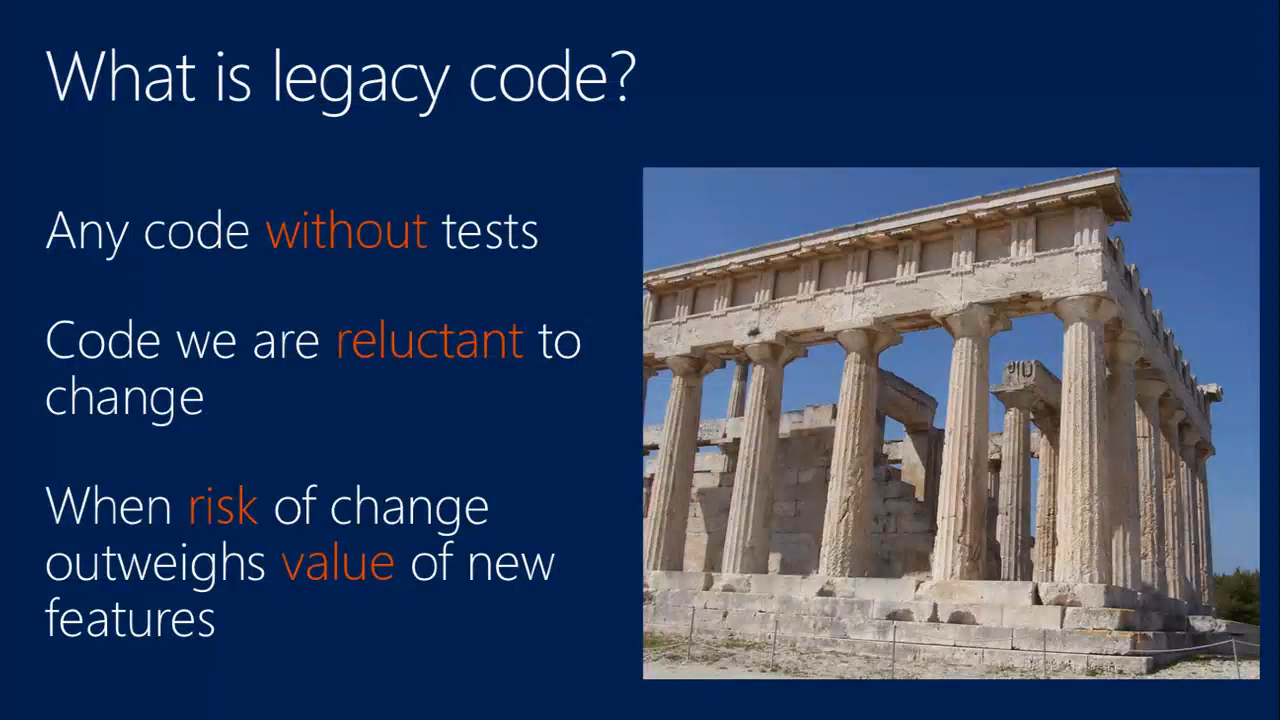 What is legacy code?
Any code without tests
Code we are reluctant to
change
When risk of change
outweighs value of new
features